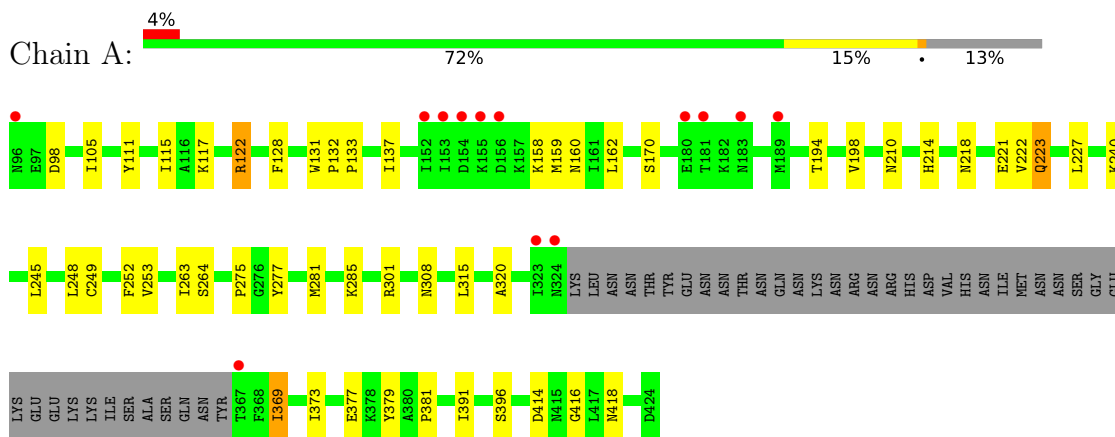 4%
Chain A:
72% 15% • 13%
N96 E97 D98 I105 Y111 I115 A116 K117 R122 F128 W131 P132 P133 I137 I152 I153 D154 K155 D156 K157 K158 M159 N160 I161 L162 S170 E180 T181 K182 N183 M189 T194 V198 N210 H214 N218 E221 V222 Q223 L227
L245 L248 C249 F252 V253 I263 S264 P275 G276 Y277 M281 K285 R301 N308 L315 A320 I323 N324 LYS LEU ASN ASN THR TYR GLU ASN ASN THR ASN GLN ASN LYS ASN ARG ASN ARG HIS ASP VAL HIS ASN ILE MET ASN ASN SER GLY
LYS GLU GLU LYS LYS ILE SER ALA SER GLN ASN TYR T367 F368 I369 I373 E377 K378 Y379 A380 P381 I391 S396 D414 N415 G416 L417 N418 D424